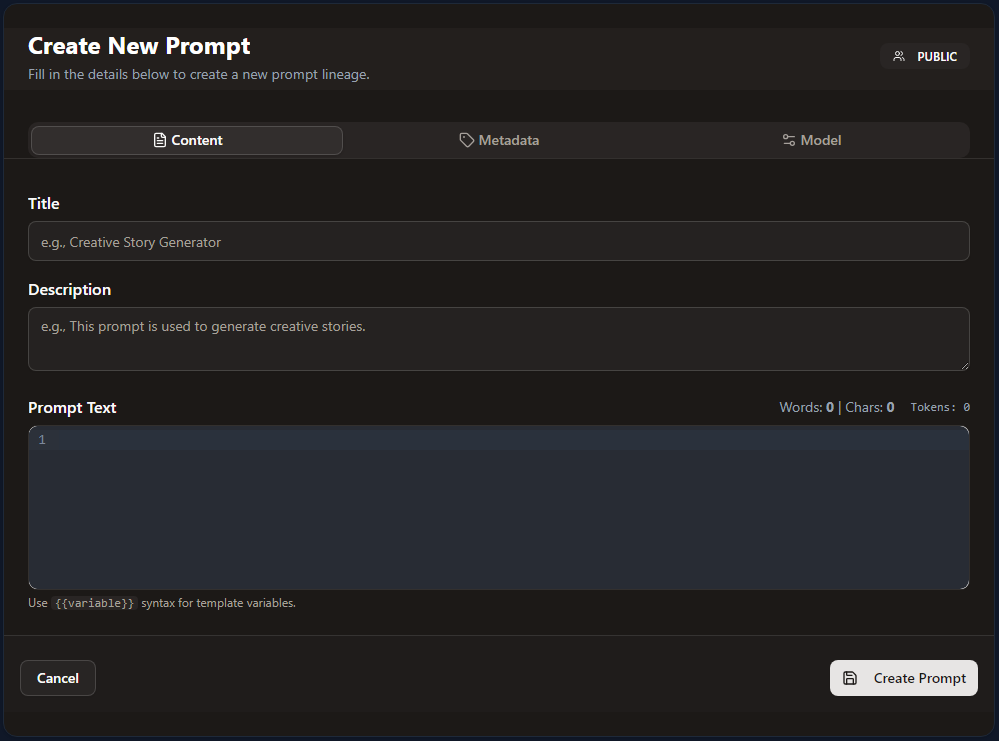 Create New Prompt
Fill in the details below to create a new prompt lineage.
PUBLIC
Content
Metadata
Model
Title
e.g., Creative Story Generator
Description
e.g., This prompt is used to generate creative stories.
Prompt Text
Words: 0 | Chars: 0 Tokens: 0
1
Use {{variable}} syntax for template variables.
Cancel
Create Prompt